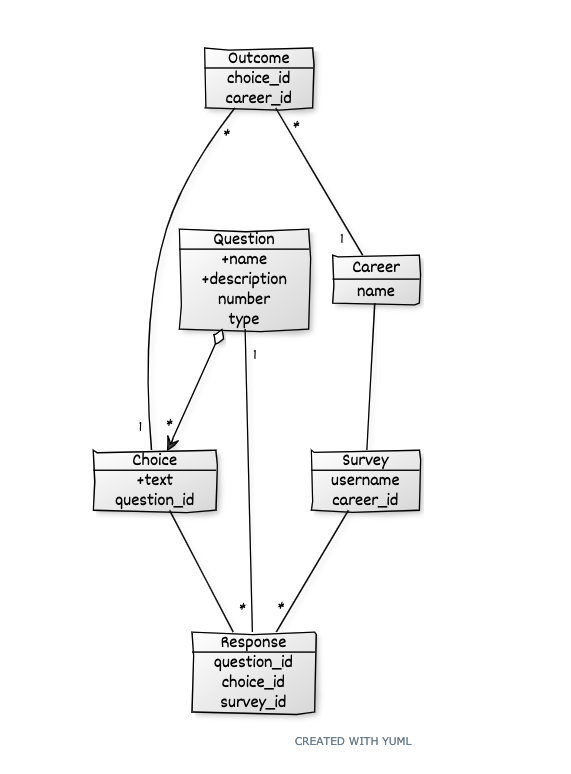 Outcome
choice_id
career_id
*
*
Question
+name
+description
number
type
1
Career
name
1
1
*
Choice
+text
question_id
Survey
username
career_id
*
*
Response
question_id
choice_id
survey_id
CREATED WITH YUML